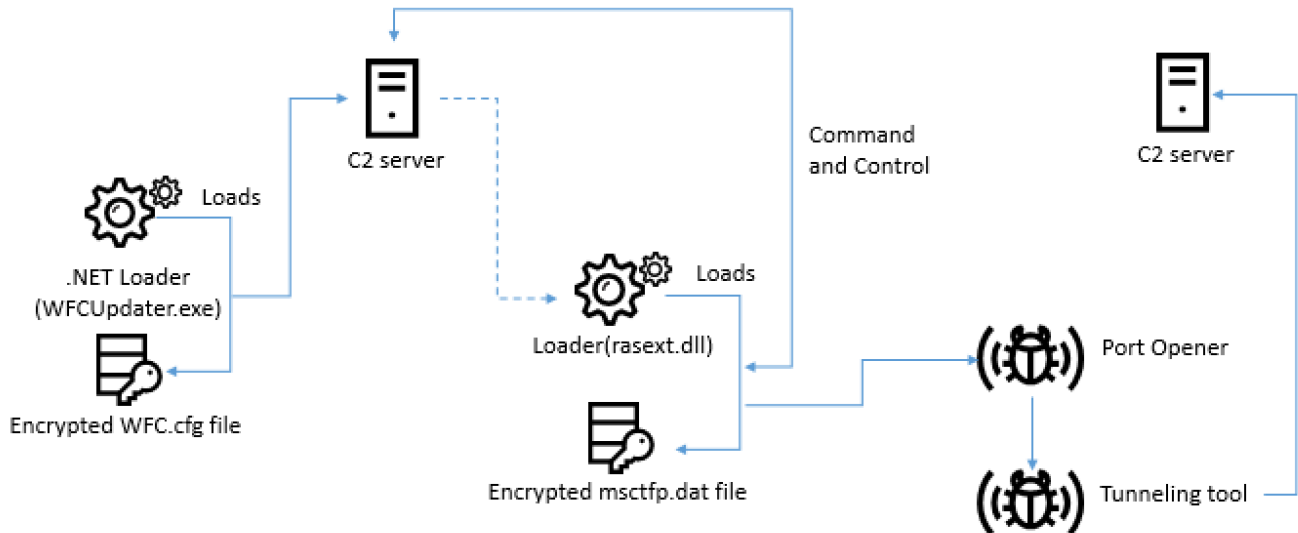 C2 server
Command
and Control
C2 server
Loads
.NET Loader
(WFCUpdater.exe)
Encrypted WFC.cfg file
Loads
Loader(rasext.dll)
Encrypted msctfp.dat file
Port Opener
Tunneling tool